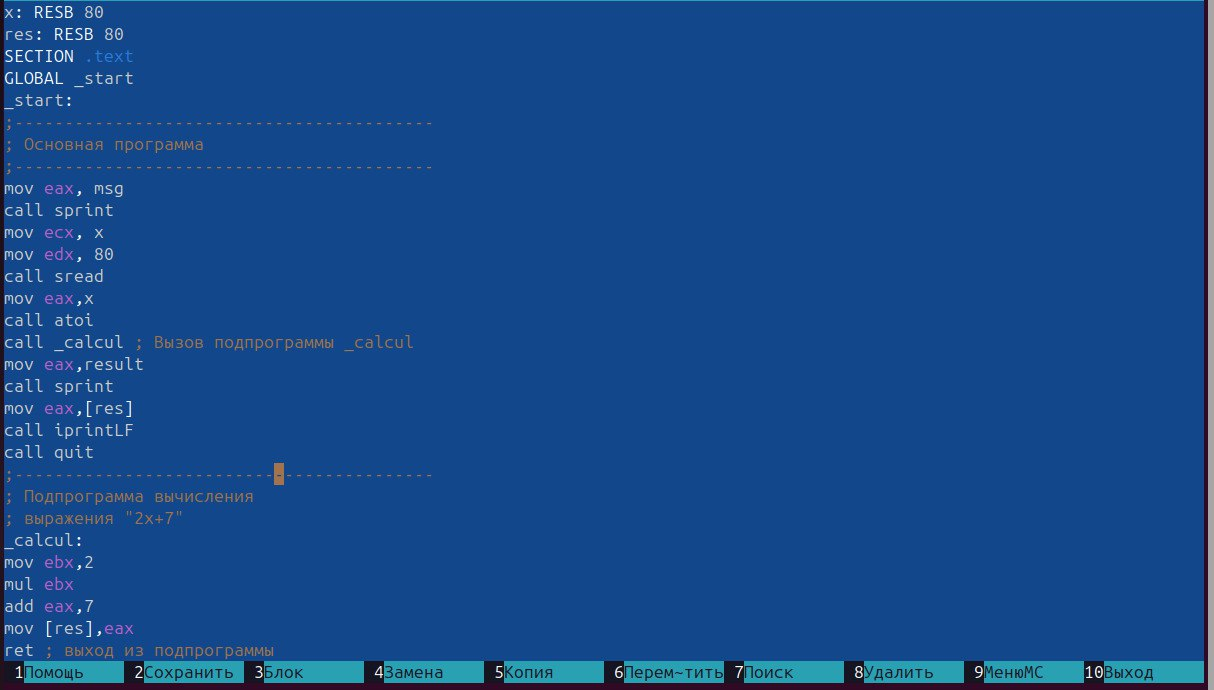 x: RESB 80
res: RESB 80
SECTION .text
GLOBAL _start
_start:
;------------------------------------------
; Основная программа
;------------------------------------------
mov eax, msg
call sprint
mov ecx, x
mov edx, 80
call sread
mov eax,x
call atoi
call _calcul ; Вызов подпрограммы _calcul
mov eax,result
call sprint
mov eax,[res]
call iprintLF
call quit
;------------------------------------------
; Подпрограмма вычисления
; выражения "2x+7"
_calcul:
mov ebx,2
mul ebx
add eax,7
mov [res],eax
ret ; выход из подпрограммы
1Помощь 2Сохранить 3Блок 4Замена 5Копия 6Перем~тить 7Поиск 8Удалить 9МенюMC 10Выход